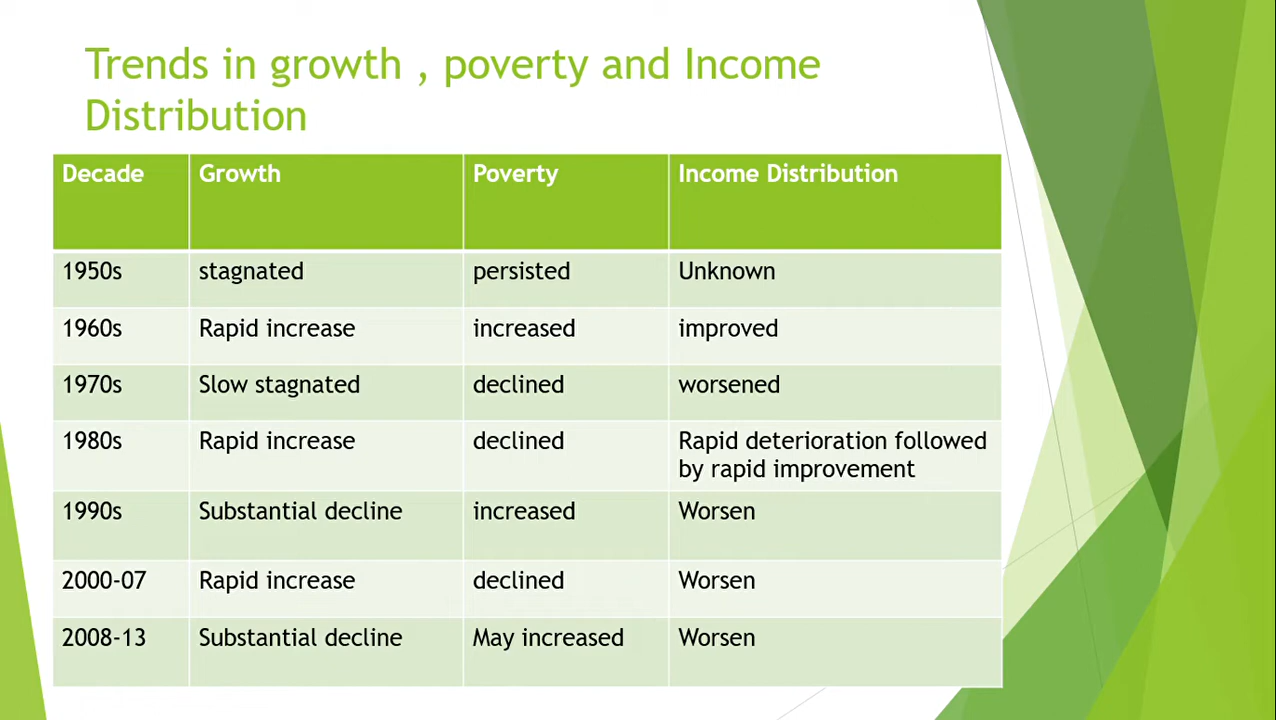 Trends in growth , poverty and Income
Distribution
Decade Growth Poverty Income Distribution
1950s stagnated persisted Unknown
1960s Rapid increase increased improved
1970s Slow stagnated declined worsened
1980s Rapid increase declined Rapid deterioration followed
by rapid improvement
1990s Substantial decline increased Worsen
2000-07 Rapid increase declined Worsen
2008-13 Substantial decline May increased Worsen